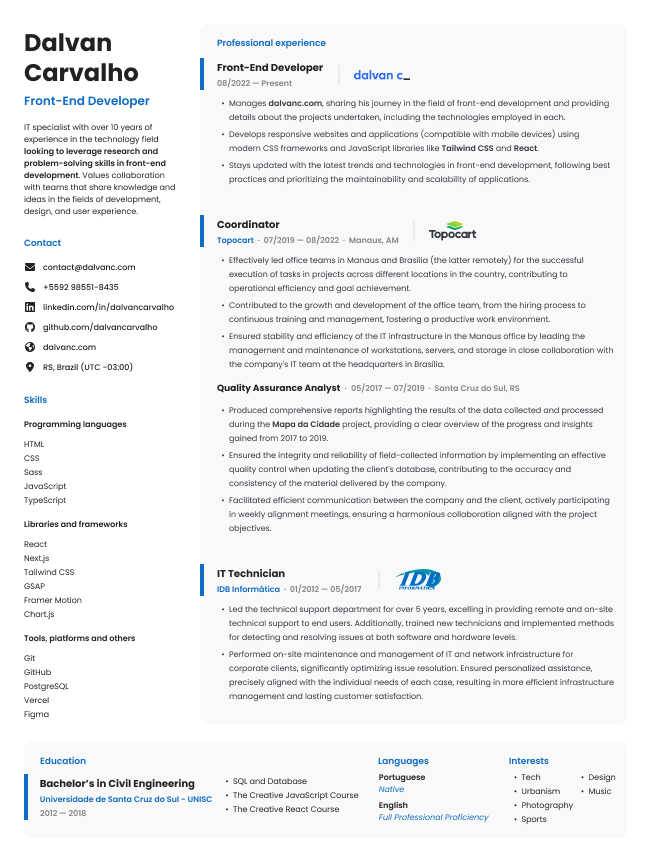 Dalvan
Carvalho
Front-End Developer
IT specialist with over 10 years of
experience in the technology field
looking to leverage research and
problem-solving skills in front-end
development. Values collaboration
with teams that share knowledge and
ideas in the fields of development,
design, and user experience.
Contact
contact@dalvanc.com
+5592 98551-8435
linkedin.com/in/dalvancarvalho
github.com/dalvancarvalho
dalvanc.com
RS, Brazil (UTC -03:00)
Skills
Programming languages
HTML
CSS
Sass
JavaScript
TypeScript
Libraries and frameworks
React
Next.js
Tailwind CSS
GSAP
Framer Motion
Chart.js
Tools, platforms and others
Git
GitHub
PostgreSQL
Vercel
Figma
Professional experience
Front-End Developer
08/2022 — Present
dalvan c_
• Manages dalvanc.com, sharing his journey in the field of front-end development and providing
details about the projects undertaken, including the technologies employed in each.
• Develops responsive websites and applications (compatible with mobile devices) using
modern CSS frameworks and JavaScript libraries like Tailwind CSS and React.
• Stays updated with the latest trends and technologies in front-end development, following best
practices and prioritizing the maintainability and scalability of applications.
Coordinator
Topocart · 07/2019 — 08/2022 · Manaus, AM
Topocart
• Effectively led office teams in Manaus and Brasília (the latter remotely) for the successful
execution of tasks in projects across different locations in the country, contributing to
operational efficiency and goal achievement.
• Contributed to the growth and development of the office team, from the hiring process to
continuous training and management, fostering a productive work environment.
• Ensured stability and efficiency of the IT infrastructure in the Manaus office by leading the
management and maintenance of workstations, servers, and storage in close collaboration with
the company's IT team at the headquarters in Brasília.
Quality Assurance Analyst · 05/2017 — 07/2019 · Santa Cruz do Sul, RS
• Produced comprehensive reports highlighting the results of the data collected and processed
during the Mapa da Cidade project, providing a clear overview of the progress and insights
gained from 2017 to 2019.
• Ensured the integrity and reliability of field-collected information by implementing an effective
quality control when updating the client's database, contributing to the accuracy and
consistency of the material delivered by the company.
• Facilitated efficient communication between the company and the client, actively participating
in weekly alignment meetings, ensuring a harmonious collaboration aligned with the project
objectives.
IT Technician
IDB Informática · 01/2012 — 05/2017
IDB
INFORMÁTICA
• Led the technical support department for over 5 years, excelling in providing remote and on-site
technical support to end users. Additionally, trained new technicians and implemented methods
for detecting and resolving issues at both software and hardware levels.
• Performed on-site maintenance and management of IT and network infrastructure for
corporate clients, significantly optimizing issue resolution. Ensured personalized assistance,
precisely aligned with the individual needs of each case, resulting in more efficient infrastructure
management and lasting customer satisfaction.
Education
Bachelor's in Civil Engineering
Universidade de Santa Cruz do Sul - UNISC
2012 — 2018
• SQL and Database
• The Creative JavaScript Course
• The Creative React Course
Languages
Portuguese
Native
English
Full Professional Proficiency
Interests
• Tech
• Urbanism
• Photography
• Sports
• Design
• Music